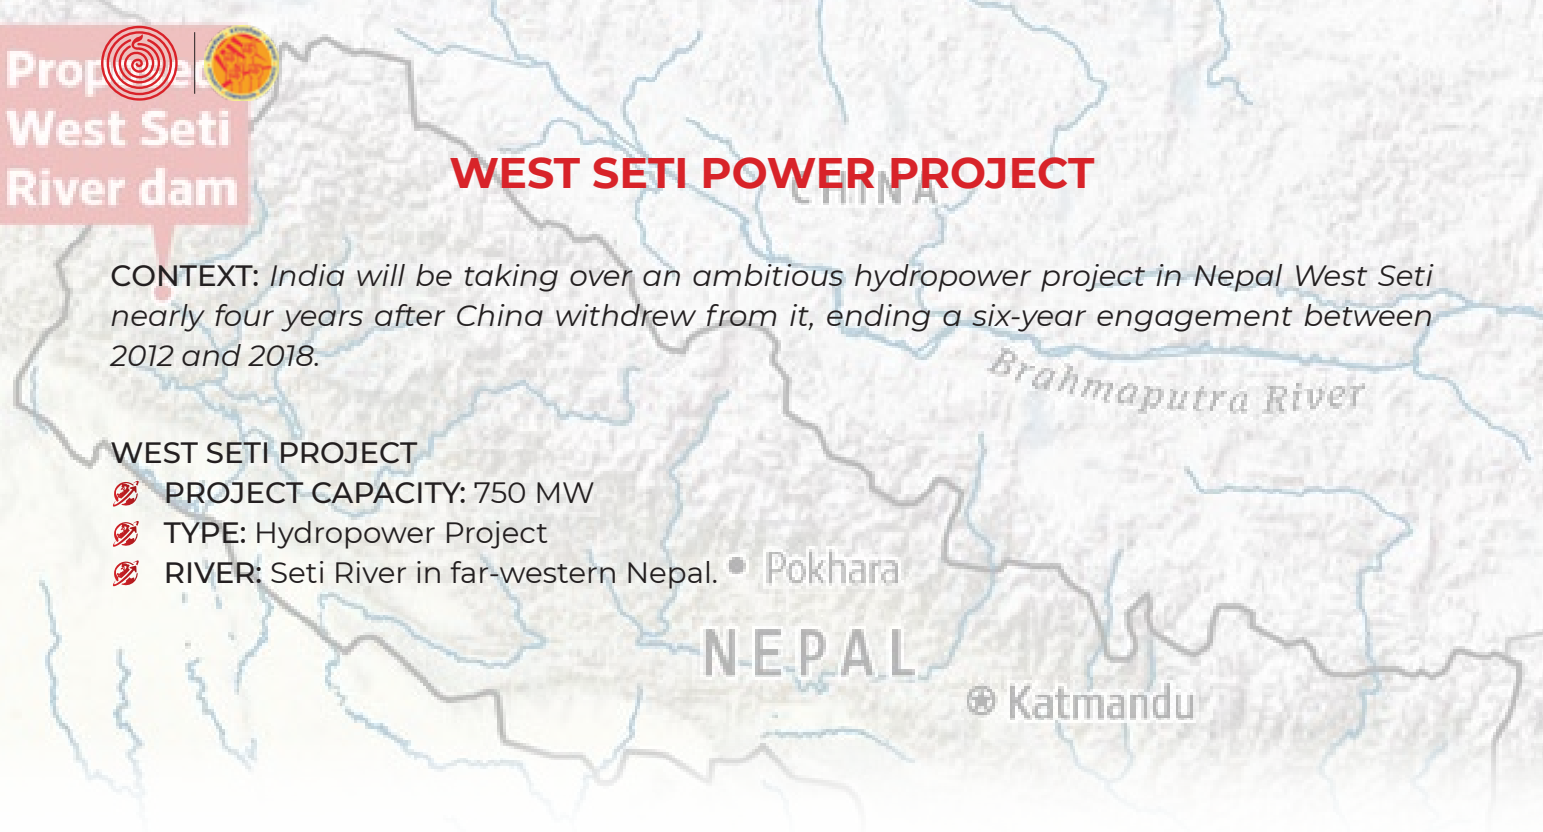 Prop ed
West Seti
River dam
WEST SETI POWER PROJECT
CHINA
CONTEXT: India will be taking over an ambitious hydropower project in Nepal West Seti
nearly four years after China withdrew from it, ending a six-year engagement between
2012 and 2018.
Brahmaputra River
WEST SETI PROJECT
PROJECT CAPACITY: 750 MW
TYPE: Hydropower Project
RIVER: Seti River in far-western Nepal.
Pokhara
NEPAL
Katmandu